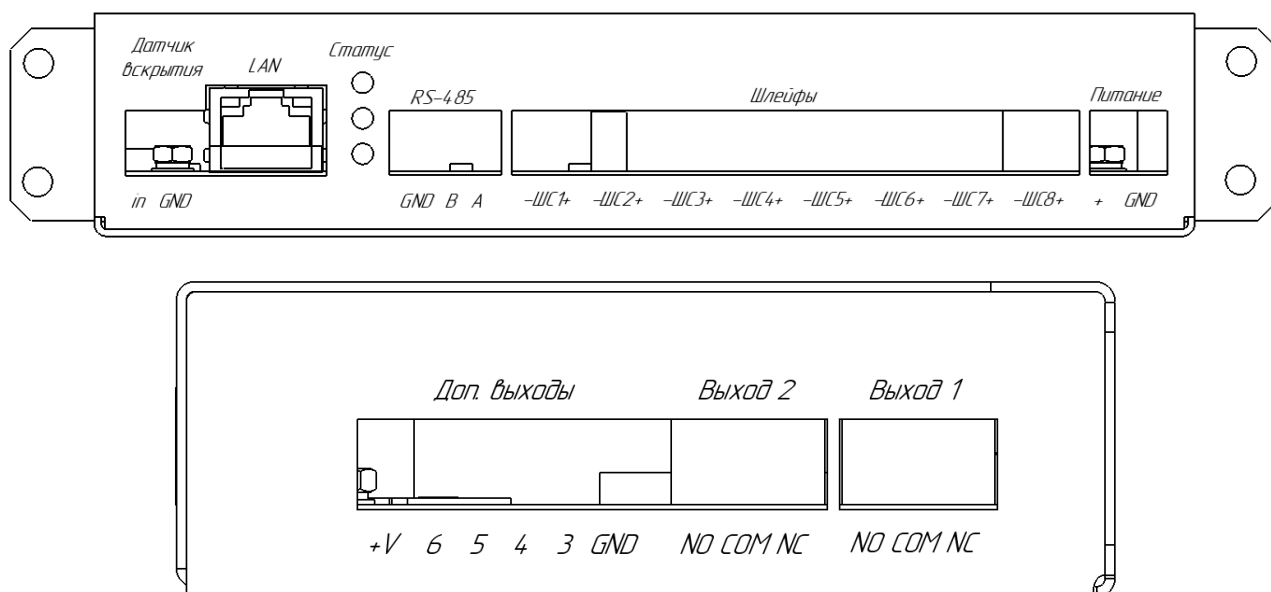 Датчик
вскрытия
LAN
Статус
RS-485
Шлейфы
Питание
in GND
GND B A
-ШС1+ -ШС2+ -ШС3+ -ШС4+ -ШС5+ -ШС6+ -ШС7+ -ШС8+
+ GND
Доп. выходы
Выход 2
Выход 1
+V 6 5 4 3 GND
NO COM NC
NO COM NC